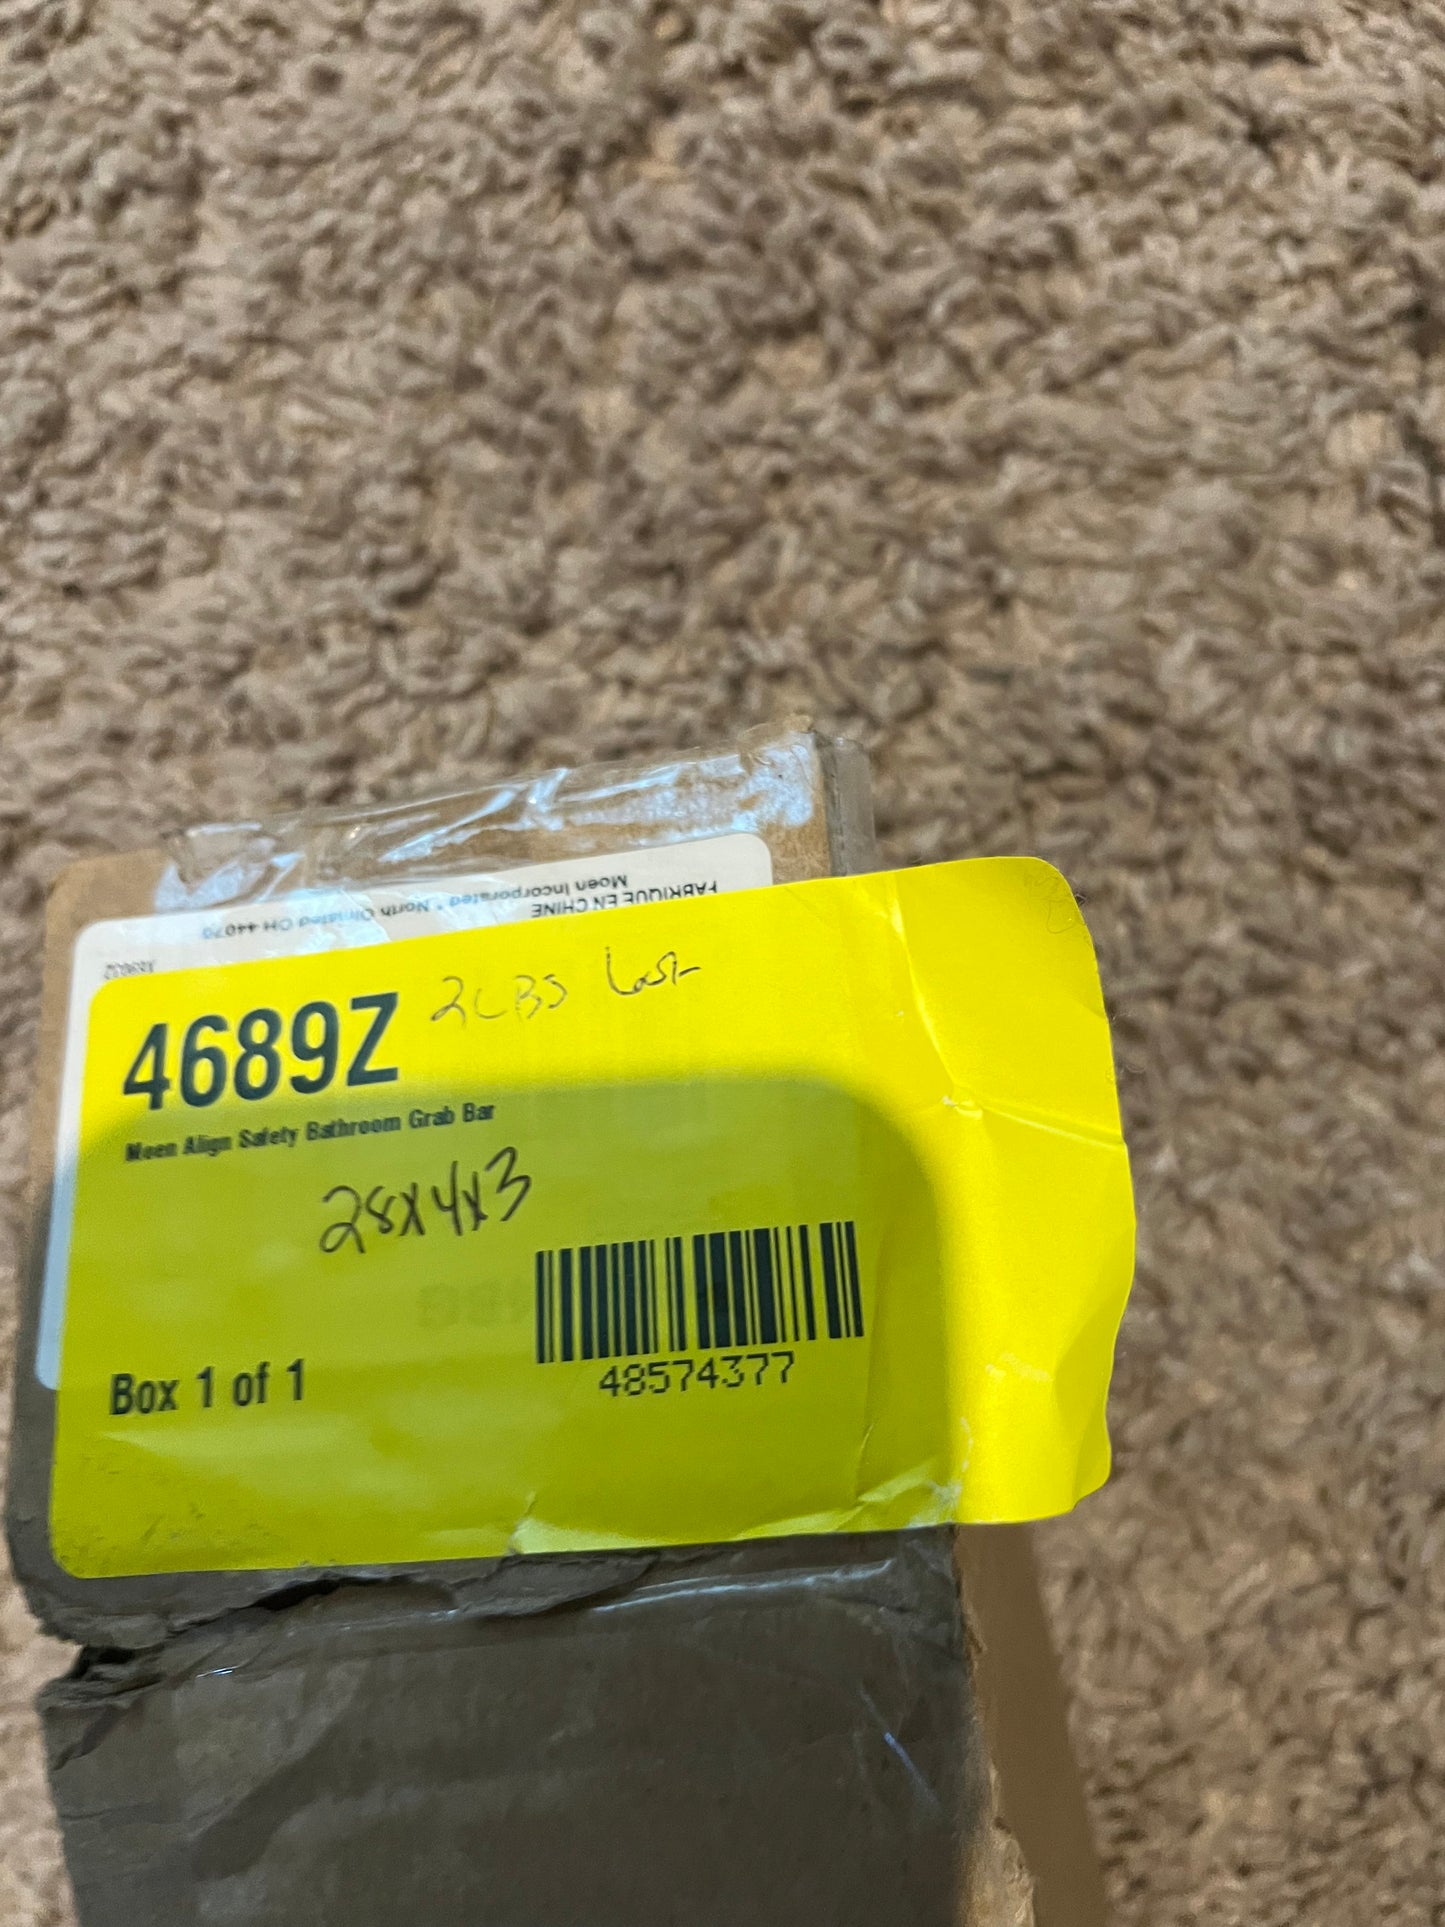 FABRIQUE EN CHINE
Moen Incorporated * North Olmsted OH 44070
4689Z
2LBS
Moen Align Safety Bathroom Grab Bar
28x4x3
48574377
Box 1 of 1